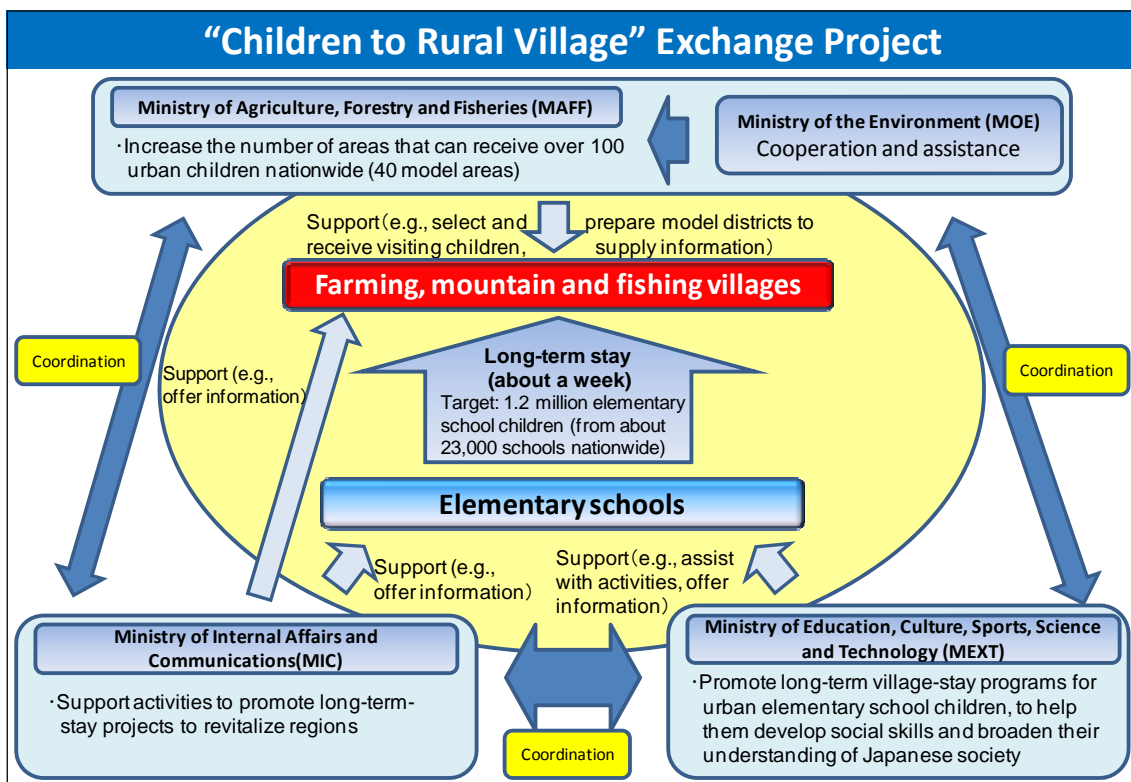 “Children to Rural Village” Exchange Project
Ministry of Agriculture, Forestry and Fisheries (MAFF)
・Increase the number of areas that can receive over 100
urban children nationwide (40 model areas)
Ministry of the Environment (MOE)
Cooperation and assistance
Support（e.g., select and
receive visiting children,
prepare model districts to
supply information）
Farming, mountain and fishing villages
Coordination
Support (e.g.,
offer information）
Long-term stay
(about a week)
Target: 1.2 million elementary
school children (from about
23,000 schools nationwide)
Coordination
Elementary schools
Support (e.g.,
offer information）
Support（e.g., assist
with activities, offer
information）
Ministry of Internal Affairs and
Communications(MIC)
・Support activities to promote long-term-
stay projects to revitalize regions
Coordination
Ministry of Education, Culture, Sports, Science
and Technology (MEXT)
・Promote long-term village-stay programs for
urban elementary school children, to help
them develop social skills and broaden their
understanding of Japanese society